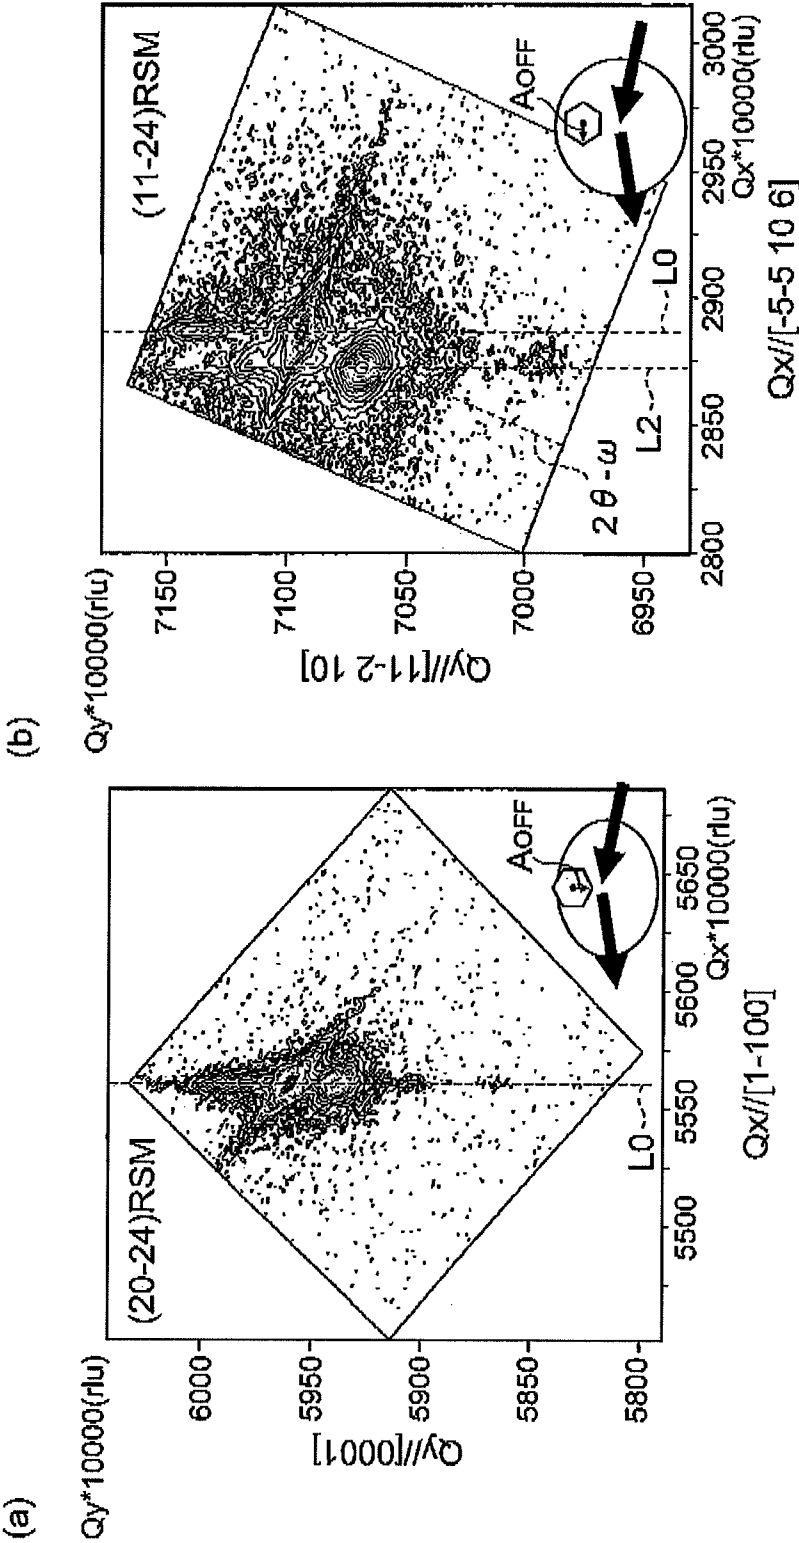 (a)
Qy*10000(rlu)
(20-24)RSM
6000
5950
5900
5850
5800
Qy//[0001]
5500
5550
5600
5650
Qx*10000(rlu)
Qx//[1-100]
L0
AOFF
(b)
Qy*10000(rlu)
(11-24)RSM
7150
7100
7050
7000
6950
Qy//[11-2 10]
2800
2850
2900
2950
3000
Qx*10000(rlu)
Qx//[-5-5 10 6]
2θ-ω
L2
L0
AOFF